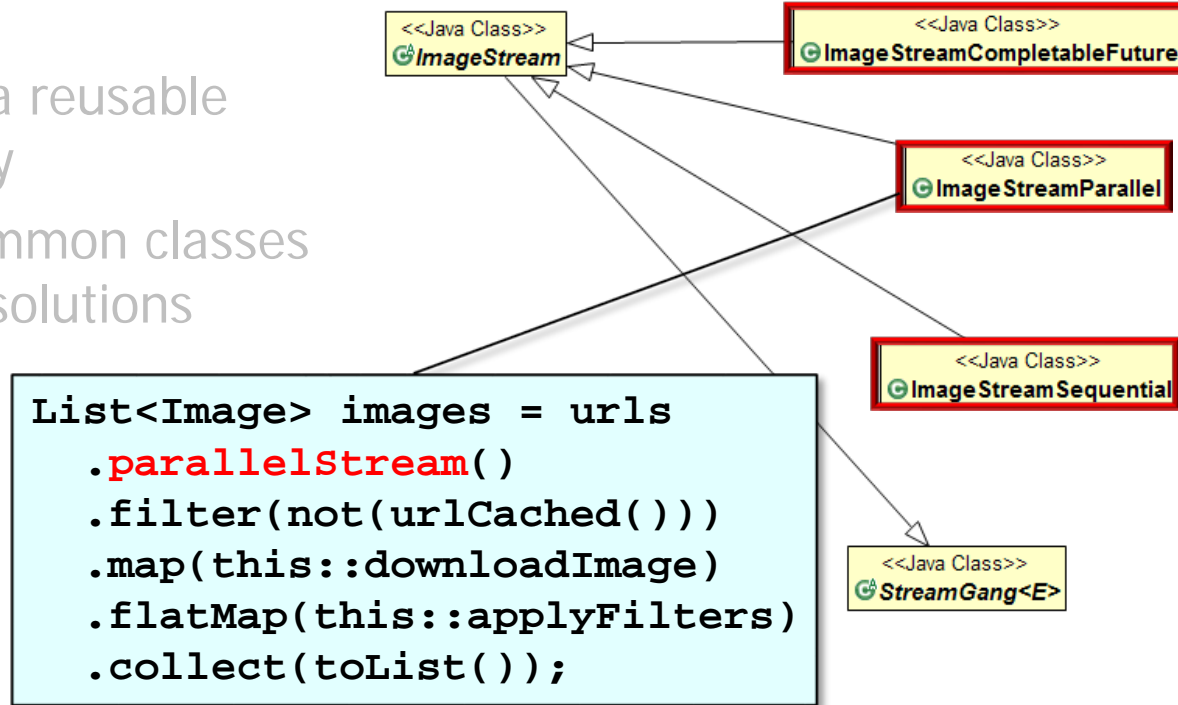 a reusable
y
mmon classes
solutions
<<Java Class>>
ImageStream
<<Java Class>>
ImageStreamCompletableFuture
<<Java Class>>
ImageStreamParallel
<<Java Class>>
ImageStreamSequential
<<Java Class>>
StreamGang<E>
List<Image> images = urls
.parallelStream()
.filter(not(urlCached()))
.map(this::downloadImage)
.flatMap(this::applyFilters)
.collect(toList());